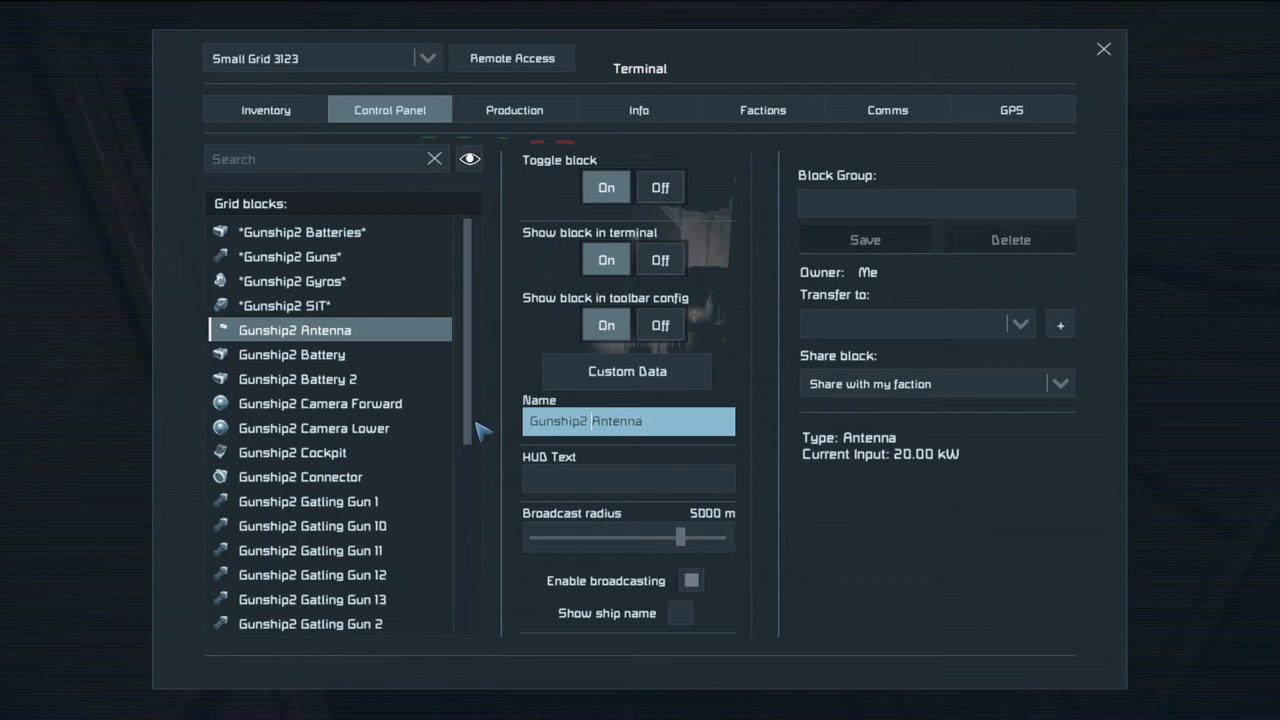 Small Grid 3123
Remote Access
Terminal
Inventory
Control Panel
Production
Info
Factions
Comms
GPS
Search
Grid blocks:
*Gunship2 Batteries*
*Gunship2 Guns*
*Gunship2 Gyros*
*Gunship2 SIT*
Gunship2 Antenna
Gunship2 Battery
Gunship2 Battery 2
Gunship2 Camera Forward
Gunship2 Camera Lower
Gunship2 Cockpit
Gunship2 Connector
Gunship2 Gatling Gun 1
Gunship2 Gatling Gun 10
Gunship2 Gatling Gun 11
Gunship2 Gatling Gun 12
Gunship2 Gatling Gun 13
Gunship2 Gatling Gun 2
Toggle block
On Off
Show block in terminal
On Off
Show block in toolbar config
On Off
Custom Data
Name
Gunship2 Antenna
HUD Text
Broadcast radius 5000 m
Enable broadcasting
Show ship name
Block Group:
Save Delete
Owner: Me
Transfer to:
+
Share block:
Share with my faction
Type: Antenna
Current Input: 20.00 kW